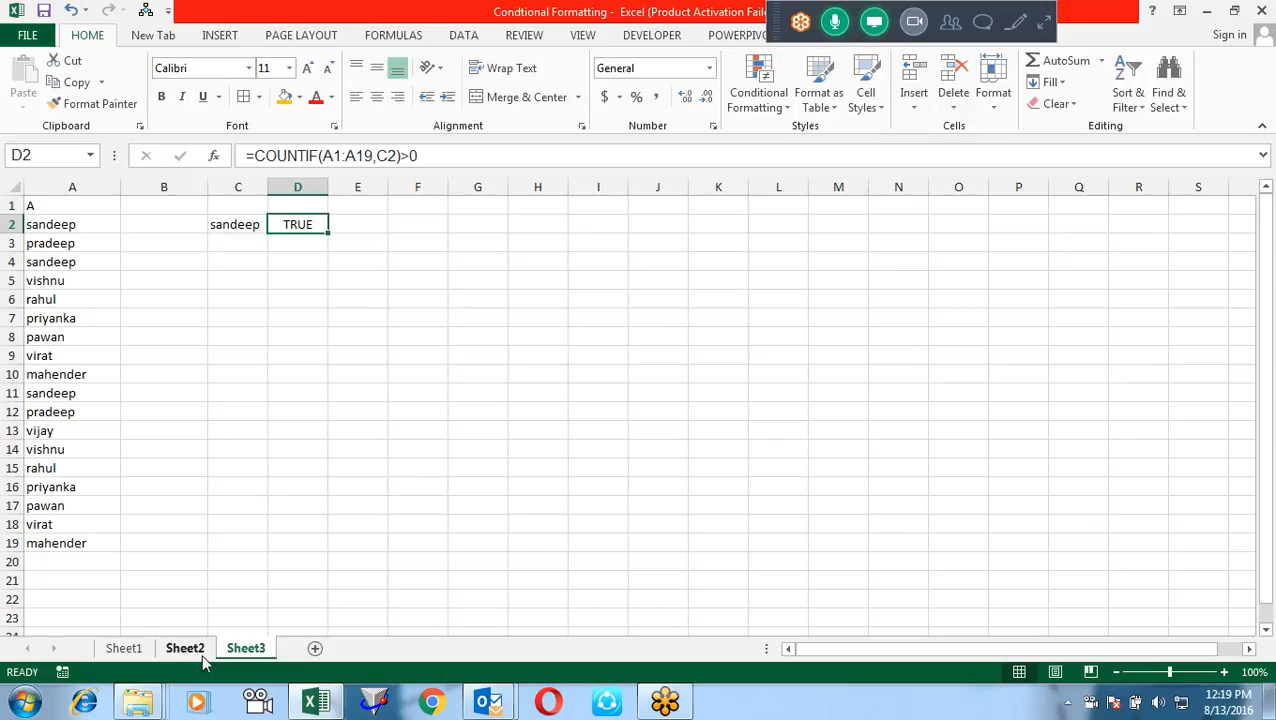 Condtional Formatting - Excel (Product Activation Faile
? Sign in
FILE HOME New Tab INSERT PAGE LAYOUT FORMULAS DATA REVIEW VIEW DEVELOPER POWERPIVO
Paste Cut Copy Format Painter
Calibri 11
B I U
Wrap Text
Merge & Center
General
$ % ,
Conditional Formatting Format as Table Cell Styles
Insert Delete Format
AutoSum Fill Clear
Sort & Filter Find & Select
Clipboard Font Alignment Number Styles Cells Editing
D2 fx =COUNTIF(A1:A19,C2)>0
A B C D E F G H I J K L M N O P Q R S
1 A
2 sandeep sandeep TRUE
3 pradeep
4 sandeep
5 vishnu
6 rahul
7 priyanka
8 pawan
9 virat
10 mahender
11 sandeep
12 pradeep
13 vijay
14 vishnu
15 rahul
16 priyanka
17 pawan
18 virat
19 mahender
20
21
22
23
Sheet1 Sheet2 Sheet3
READY 100%
12:19 PM
8/13/2016